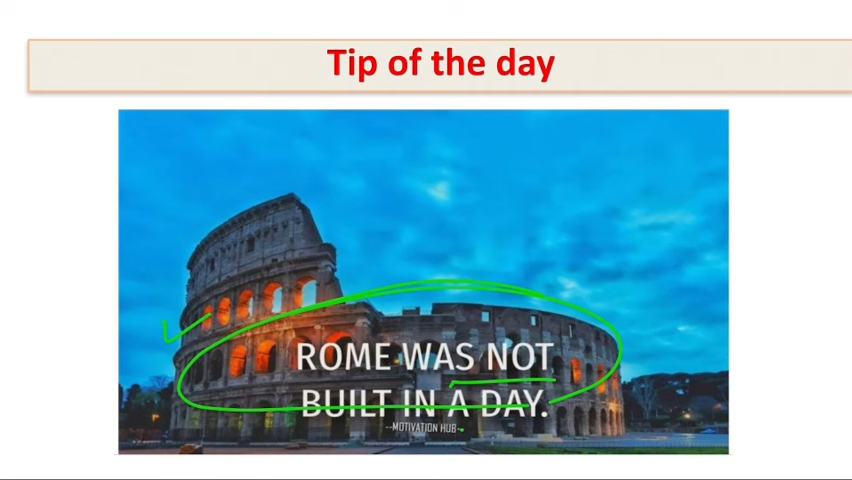 Tip of the day
ROME WAS NOT
BUILT IN A DAY.
--MOTIVATION HUB-